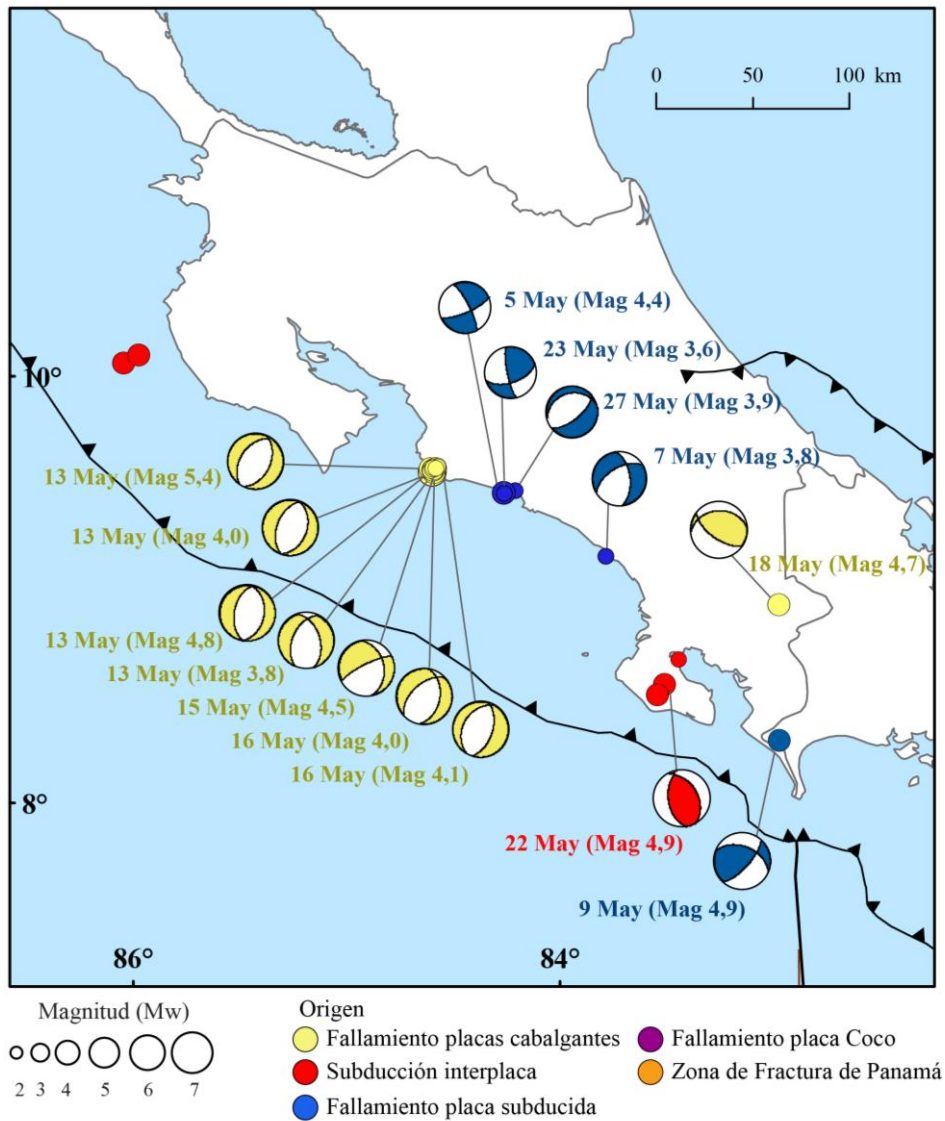 0 50 100 km
5 May (Mag 4,4)
23 May (Mag 3,6)
10°
27 May (Mag 3,9)
7 May (Mag 3,8)
13 May (Mag 5,4)
13 May (Mag 4,0)
18 May (Mag 4,7)
13 May (Mag 4,8)
13 May (Mag 3,8)
15 May (Mag 4,5)
16 May (Mag 4,0)
16 May (Mag 4,1)
8°
22 May (Mag 4,9)
9 May (Mag 4,9)
86° 84°
Magnitud (Mw)
2 3 4 5 6 7
Origen
Fallamiento placas cabalgantes
Subducción interplaca
Fallamiento placa subducida
Fallamiento placa Coco
Zona de Fractura de Panamá